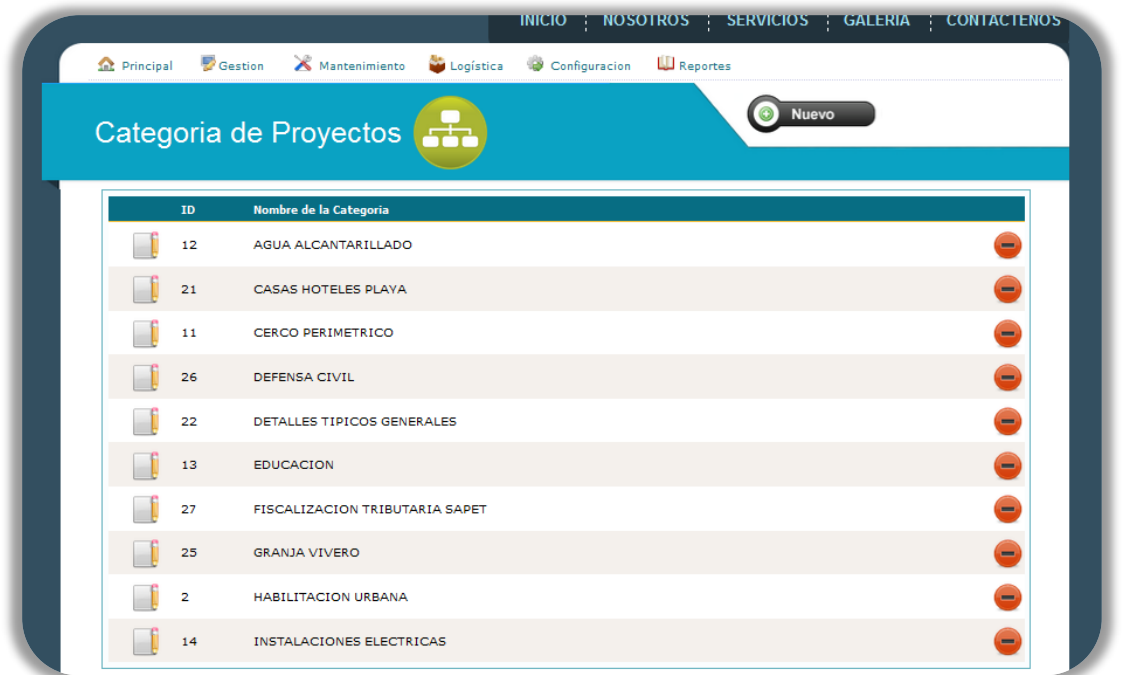 INICIO NOSOTROS SERVICIOS GALERIA CONTACTENOS
Principal Gestion Mantenimiento Logística Configuracion Reportes
Nuevo
Categoria de Proyectos
ID Nombre de la Categoria
12 AGUA ALCANTARILLADO
21 CASAS HOTELES PLAYA
11 CERCO PERIMETRICO
26 DEFENSA CIVIL
22 DETALLES TIPICOS GENERALES
13 EDUCACION
27 FISCALIZACION TRIBUTARIA SAPET
25 GRANJA VIVERO
2 HABILITACION URBANA
14 INSTALACIONES ELECTRICAS